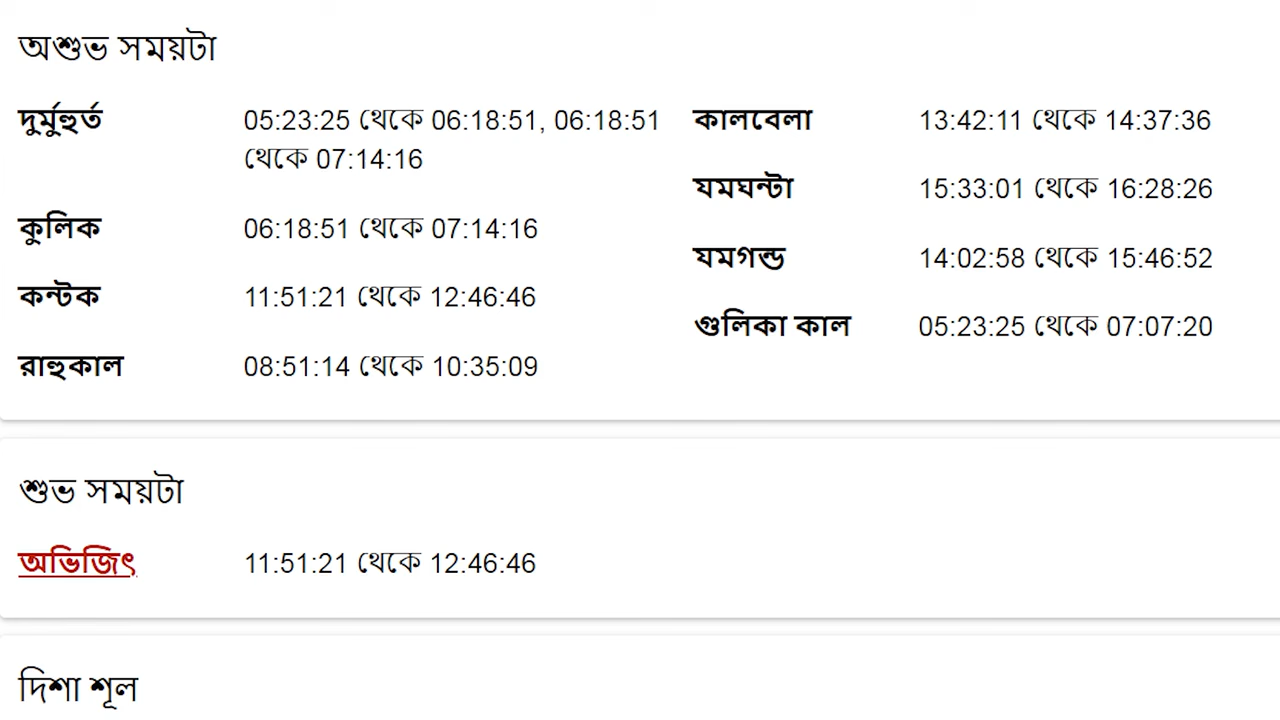 অশুভ সময়টা
দুর্মুহুর্ত 05:23:25 থেকে 06:18:51, 06:18:51
থেকে 07:14:16
কুলিক 06:18:51 থেকে 07:14:16
কন্টক 11:51:21 থেকে 12:46:46
রাহুকাল 08:51:14 থেকে 10:35:09
কালবেলা 13:42:11 থেকে 14:37:36
যমঘন্টা 15:33:01 থেকে 16:28:26
যমগন্ড 14:02:58 থেকে 15:46:52
গুলিকা কাল 05:23:25 থেকে 07:07:20
শুভ সময়টা
অভিজিৎ 11:51:21 থেকে 12:46:46
দিশা শূল